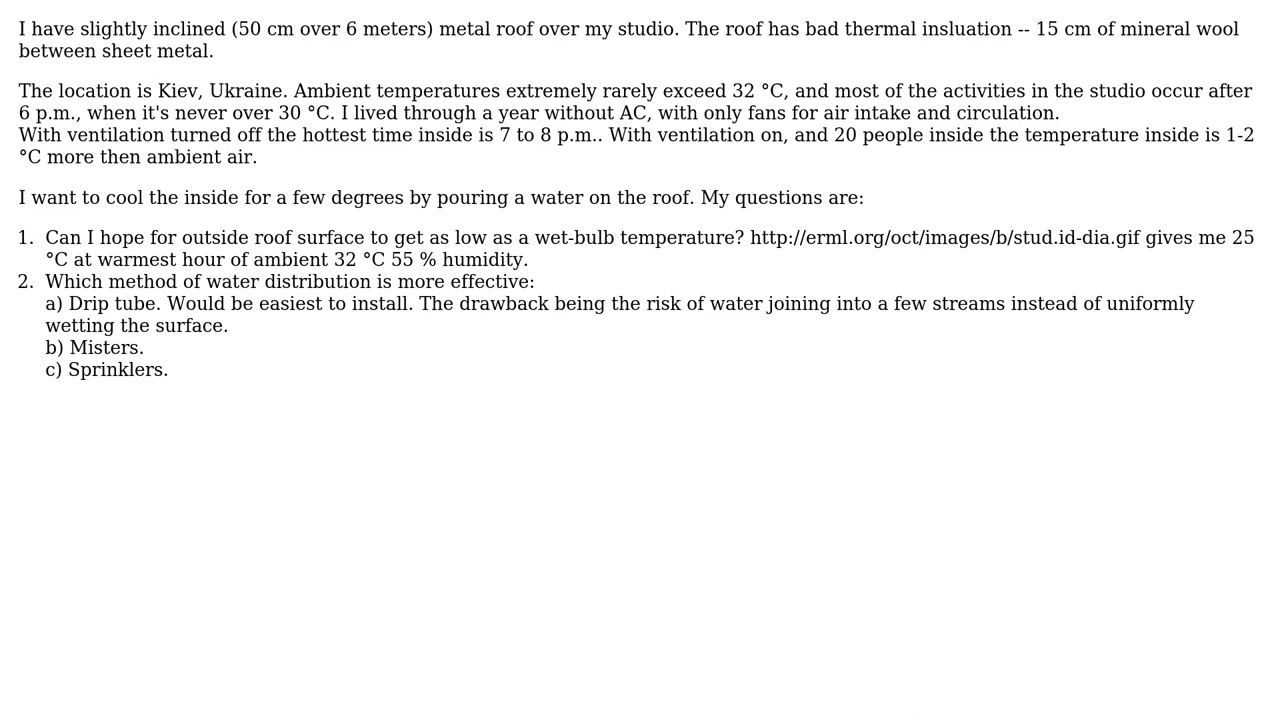 I have slightly inclined (50 cm over 6 meters) metal roof over my studio. The roof has bad thermal insluation -- 15 cm of mineral wool
between sheet metal.
The location is Kiev, Ukraine. Ambient temperatures extremely rarely exceed 32 °C, and most of the activities in the studio occur after
6 p.m., when it's never over 30 °C. I lived through a year without AC, with only fans for air intake and circulation.
With ventilation turned off the hottest time inside is 7 to 8 p.m.. With ventilation on, and 20 people inside the temperature inside is 1-2
°C more then ambient air.
I want to cool the inside for a few degrees by pouring a water on the roof. My questions are:
1. Can I hope for outside roof surface to get as low as a wet-bulb temperature? http://erml.org/oct/images/b/stud.id-dia.gif gives me 25
°C at warmest hour of ambient 32 °C 55 % humidity.
2. Which method of water distribution is more effective:
a) Drip tube. Would be easiest to install. The drawback being the risk of water joining into a few streams instead of uniformly
wetting the surface.
b) Misters.
c) Sprinklers.